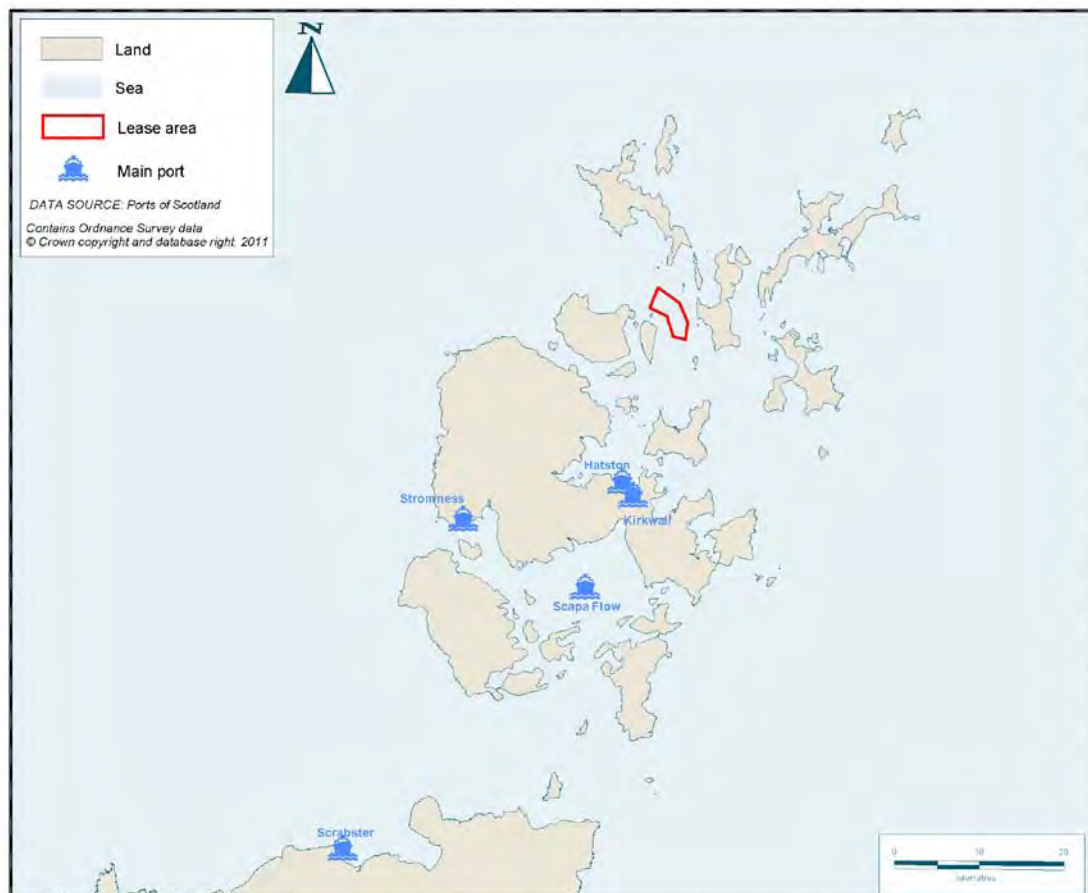 N
Land
Sea
Lease area
Main port
DATA SOURCE: Ports of Scotland
Contains Ordnance Survey data
© Crown copyright and database right, 2011
Hatston
Stromness
Kirkwall
Scapa Flow
Scrabster
0 10 20